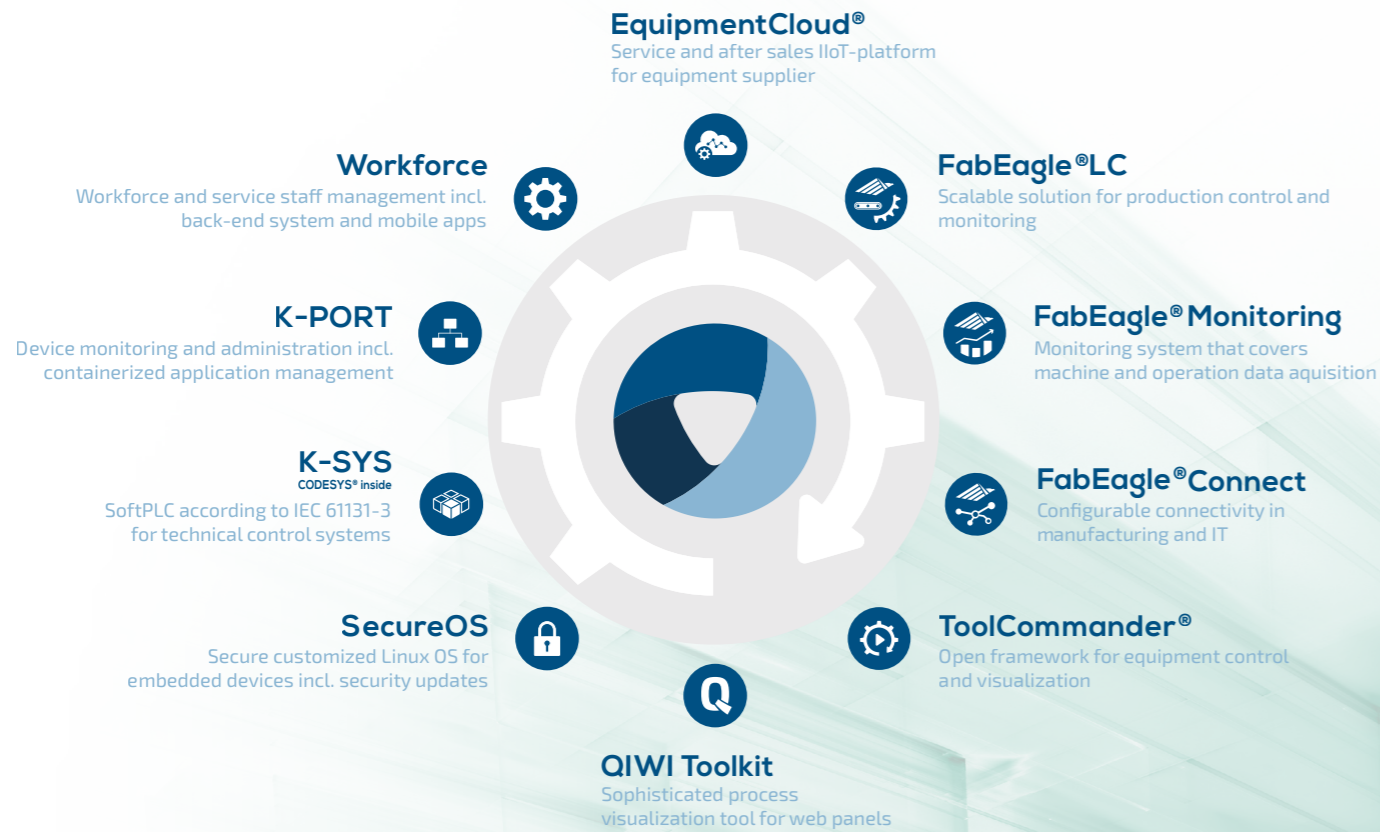 EquipmentCloud®
Service and after sales IIoT-platform
for equipment supplier
Workforce
Workforce and service staff management incl.
back-end system and mobile apps
FabEagle®LC
Scalable solution for production control and
monitoring
K-PORT
Device monitoring and administration incl.
containerized application management
FabEagle®Monitoring
Monitoring system that covers
machine and operation data aquisition
K-SYS
CODESYS® inside
SoftPLC according to IEC 61131-3
for technical control systems
FabEagle®Connect
Configurable connectivity in
manufacturing and IT
SecureOS
Secure customized Linux OS for
embedded devices incl. security updates
ToolCommander®
Open framework for equipment control
and visualization
Q
QIWI Toolkit
Sophisticated process
visualization tool for web panels